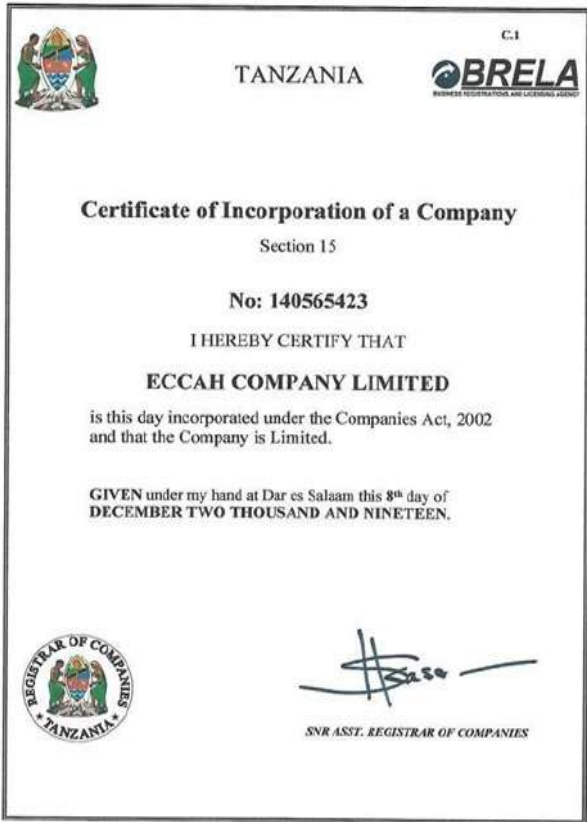 C.1
TANZANIA
BRELA
BUSINESS REGISTRATIONS AND LICENSING AGENCY
Certificate of Incorporation of a Company
Section 15
No: 140565423
I HEREBY CERTIFY THAT
ECCAH COMPANY LIMITED
is this day incorporated under the Companies Act, 2002
and that the Company is Limited.
GIVEN under my hand at Dar es Salaam this 8th day of
DECEMBER TWO THOUSAND AND NINETEEN.
REGISTRAR OF COMPANIES
* TANZANIA *
SNR ASST. REGISTRAR OF COMPANIES